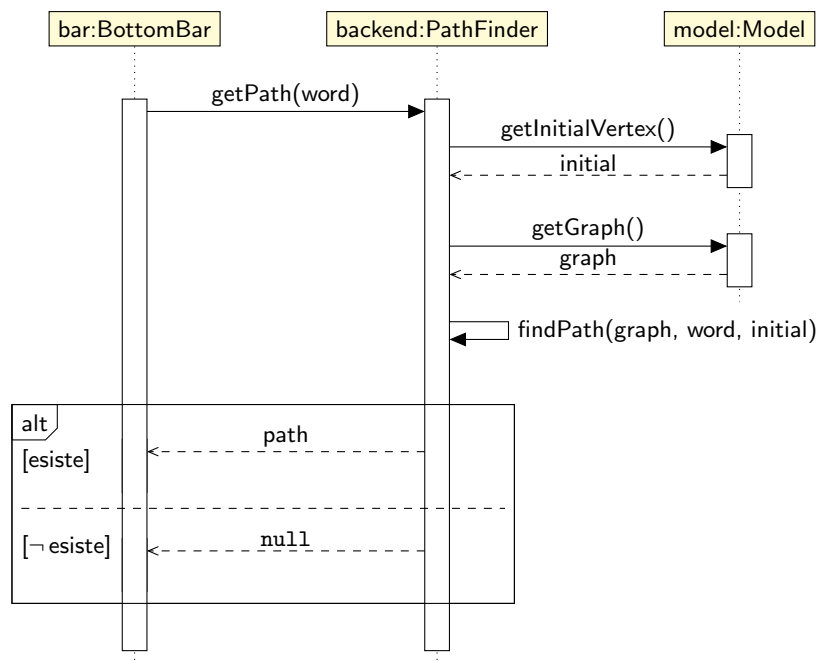 bar:BottomBar
backend:PathFinder
model:Model
getPath(word)
getInitialVertex()
initial
getGraph()
graph
findPath(graph, word, initial)
alt
path
[esiste]
[¬ esiste]
null